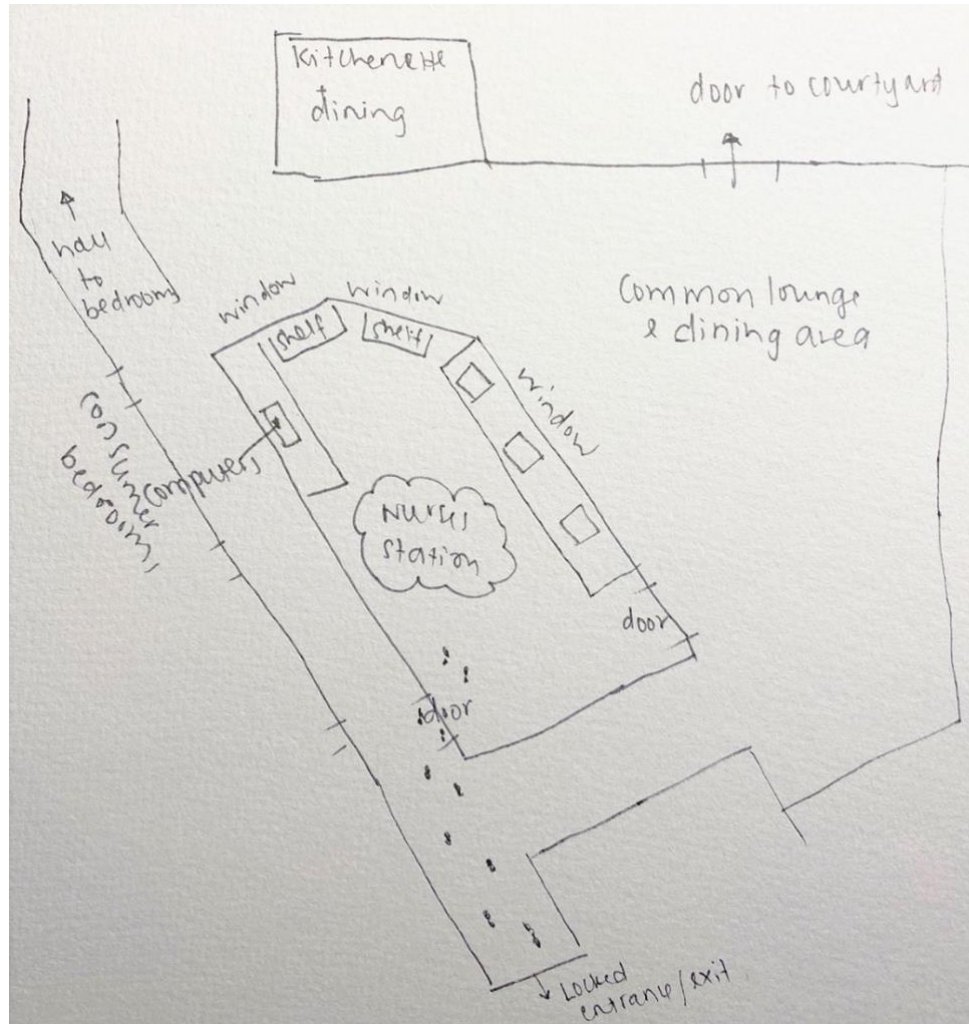 Kitchenette
dining
door to courtyard
hall
to
bedrooms
window
window
shelf
shelf
Common lounge
& dining area
window
consumer
bedrooms
computers
Nurses
station
door
door
Locked
entrance/exit